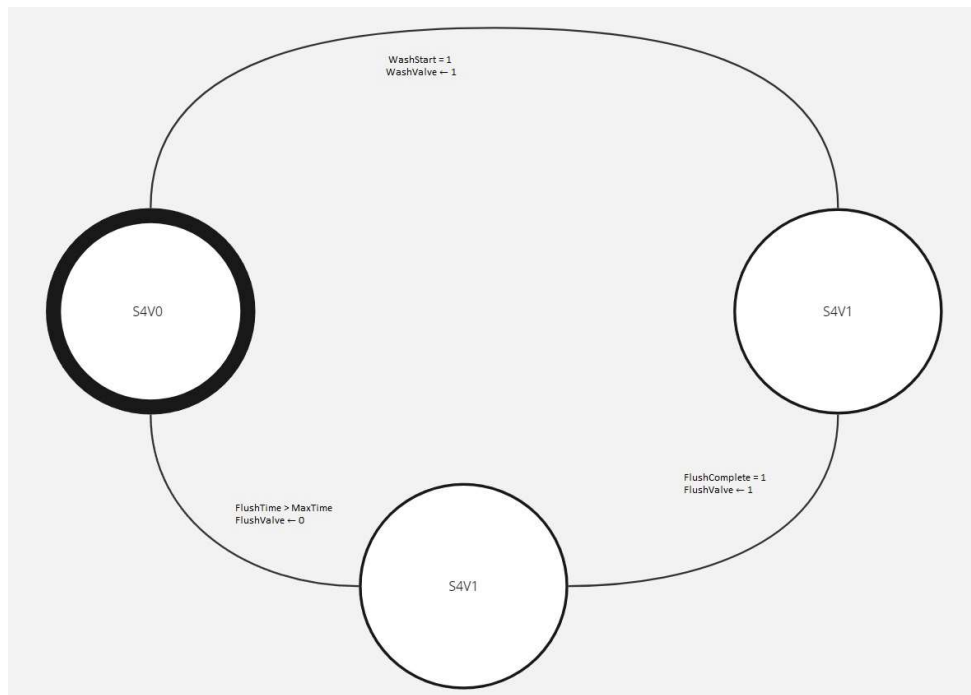 WashStart = 1
WashValve ← 1
S4V0
S4V1
FlushComplete = 1
FlushValve ← 1
FlushTime > MaxTime
FlushValve ← 0
S4V1